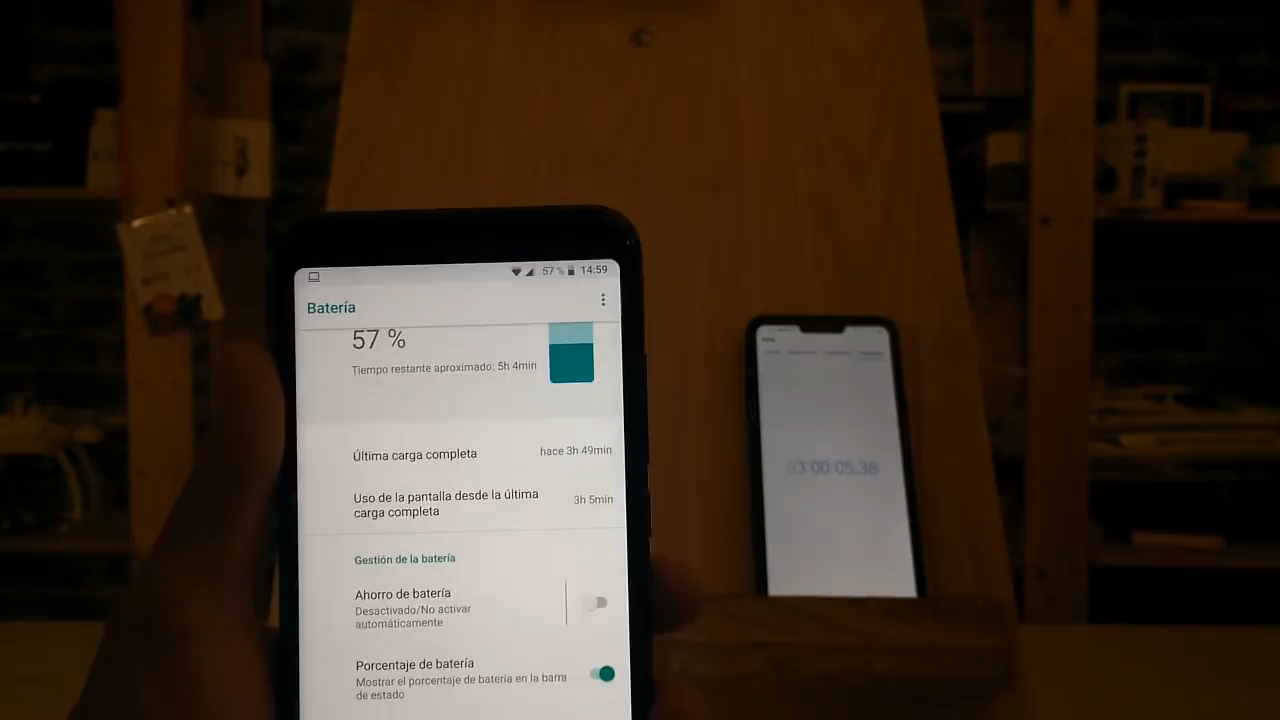 57 % 14:59
Batería
57 %
Tiempo restante aproximado: 5h 4min
Última carga completa hace 3h 49min
Uso de la pantalla desde la última
carga completa
3h 5min
Gestión de la batería
Ahorro de batería
Desactivado/No activar
automáticamente
Porcentaje de batería
Mostrar el porcentaje de batería en la barra
de estado
03:00:05,38